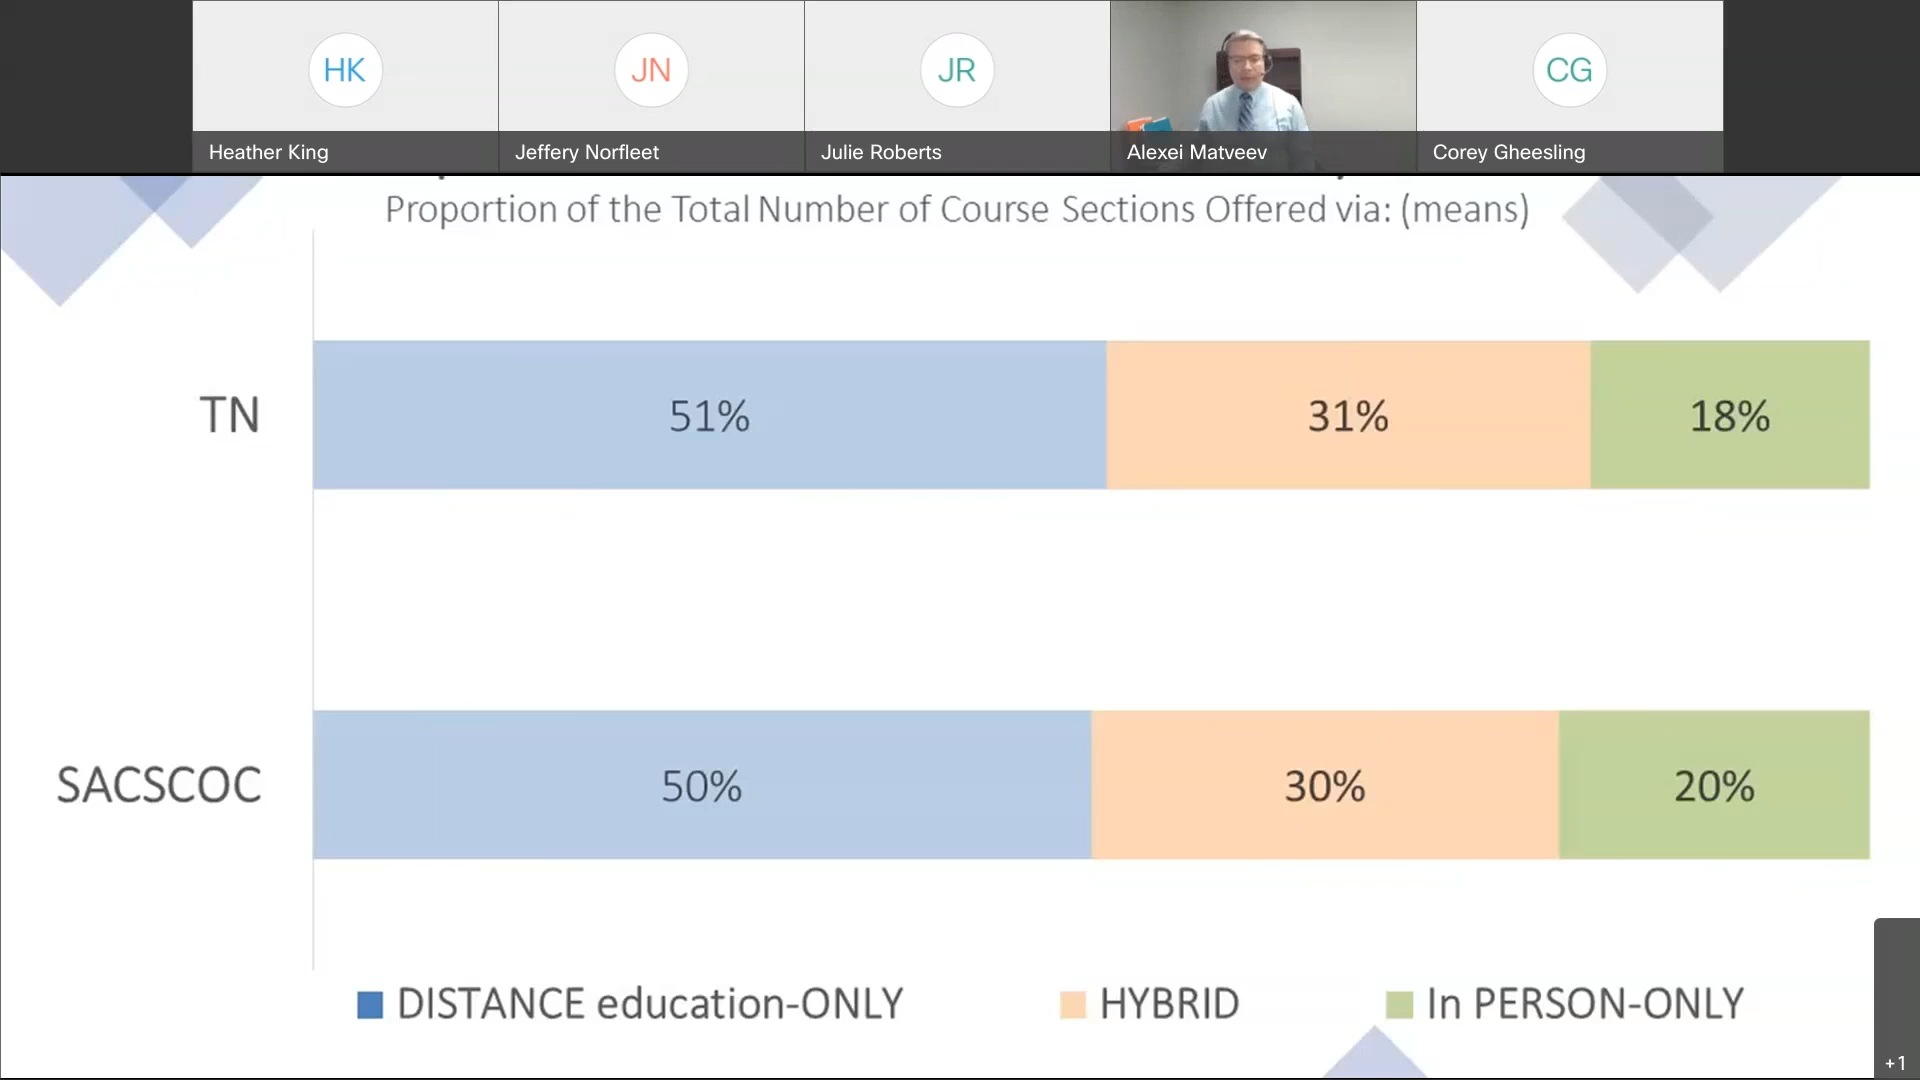 HK
JN
JR
CG
Heather King
Jeffery Norfleet
Julie Roberts
Alexei Matveev
Corey Gheesling
Proportion of the Total Number of Course Sections Offered via: (means)
TN
51%
31%
18%
SACSCOC
50%
30%
20%
DISTANCE education-ONLY
HYBRID
In PERSON-ONLY
+1